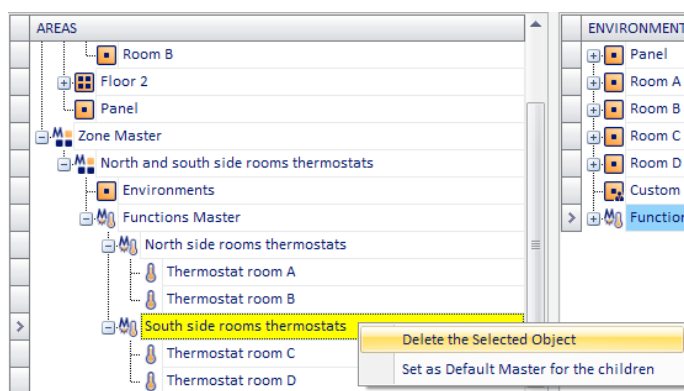 AREAS
Room B
Floor 2
Panel
Zone Master
North and south side rooms thermostats
Environments
Functions Master
North side rooms thermostats
Thermostat room A
Thermostat room B
South side rooms thermostats
Thermostat room C
Thermostat room D
Delete the Selected Object
Set as Default Master for the children
ENVIRONMENT
Panel
Room A
Room B
Room C
Room D
Custom
Function